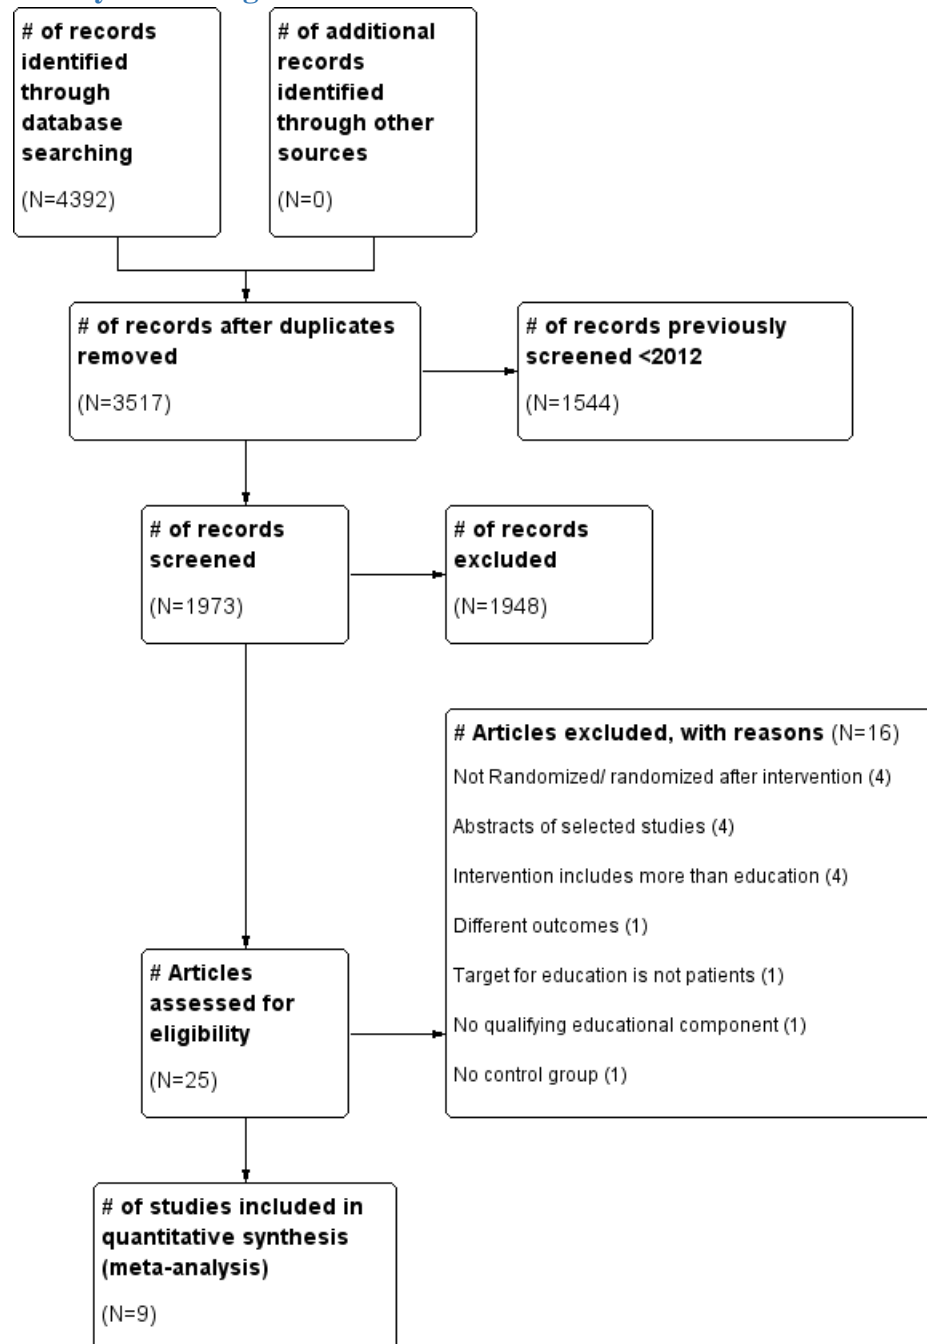 # of records
identified
through
database
searching
(N=4392)
# of additional
records
identified
through other
sources
(N=0)
# of records after duplicates
removed
(N=3517)
# of records previously
screened <2012
(N=1544)
# of records
screened
(N=1973)
# of records
excluded
(N=1948)
# Articles excluded, with reasons (N=16)
Not Randomized/ randomized after intervention (4)
Abstracts of selected studies (4)
Intervention includes more than education (4)
Different outcomes (1)
Target for education is not patients (1)
No qualifying educational component (1)
No control group (1)
# Articles
assessed for
eligibility
(N=25)
# of studies included in
quantitative synthesis
(meta-analysis)
(N=9)